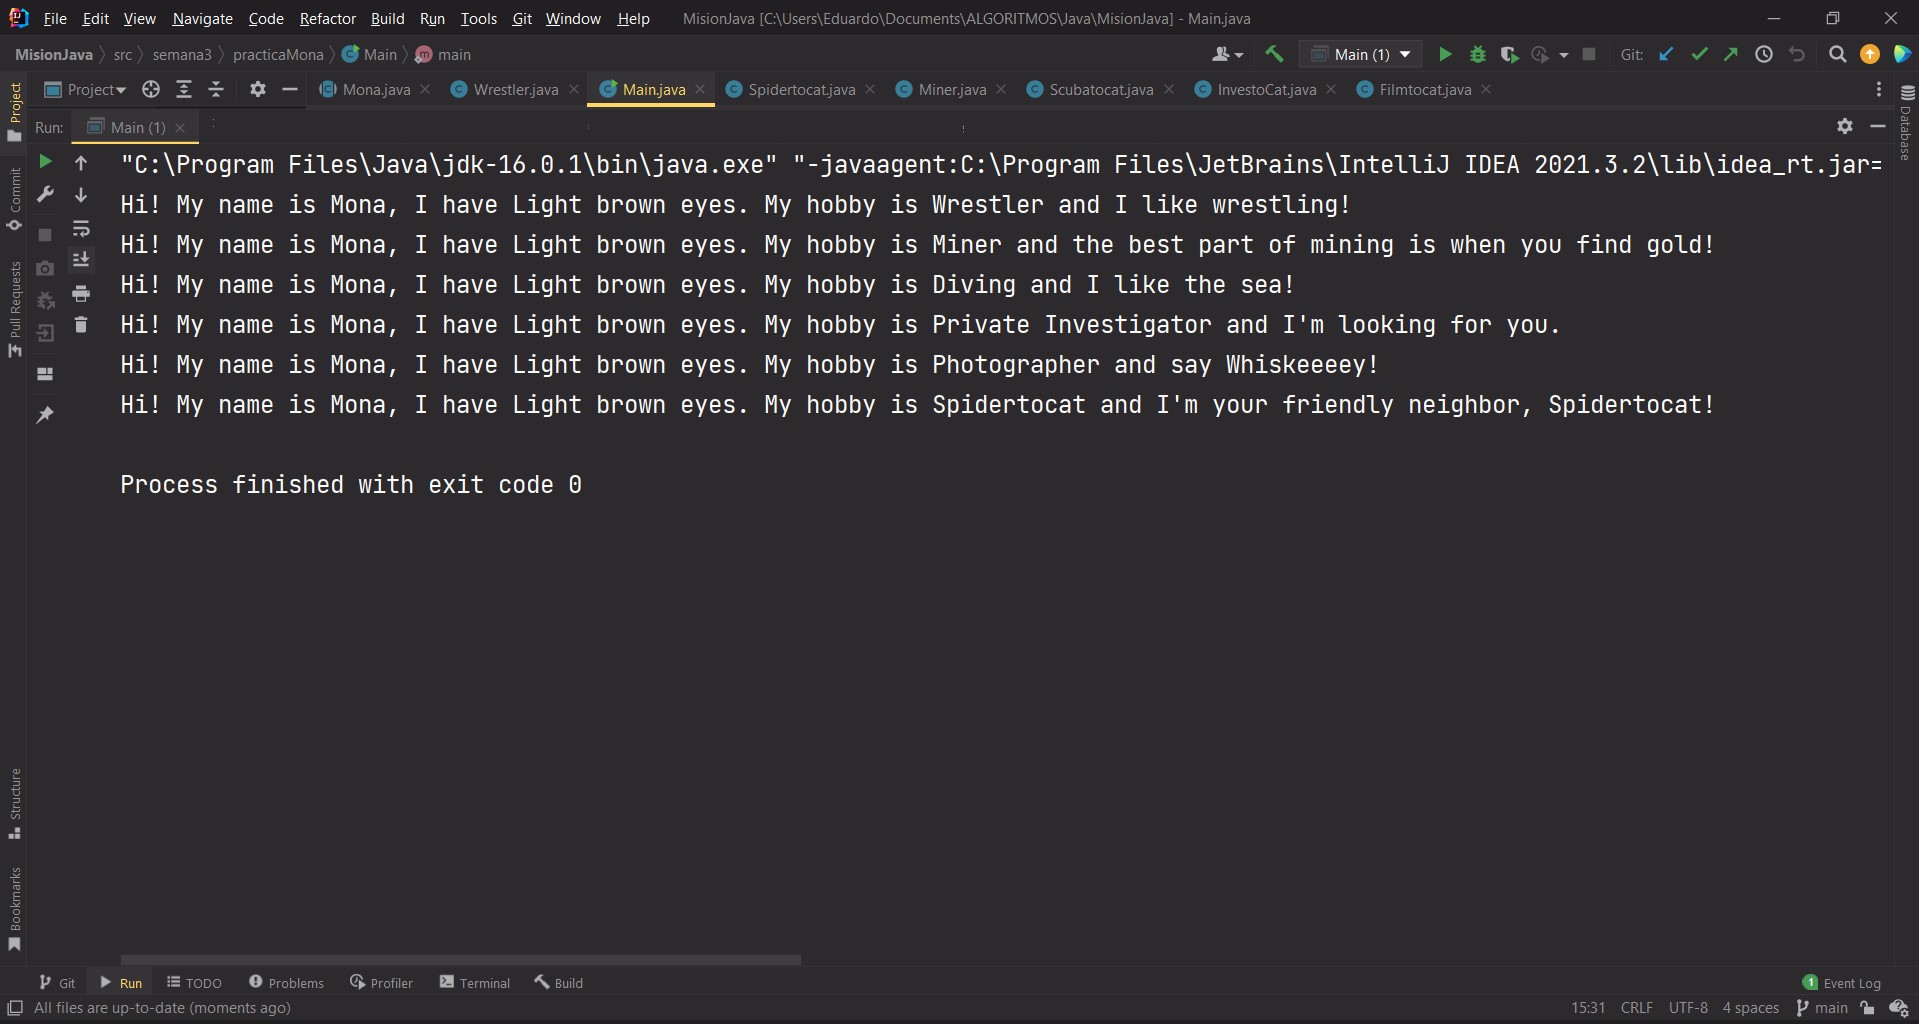 File Edit View Navigate Code Refactor Build Run Tools Git Window Help MisionJava [C:\Users\Eduardo\Documents\ALGORITMOS\Java\MisionJava] - Main.java
MisionJava src semana3 practicaMona Main main Main (1) Git:
Project Mona.java Wrestler.java Main.java Spidertocat.java Miner.java Scubatocat.java InvestoCat.java Filmtocat.java
Run: Main (1)
"C:\Program Files\Java\jdk-16.0.1\bin\java.exe" "-javaagent:C:\Program Files\JetBrains\IntelliJ IDEA 2021.3.2\lib\idea_rt.jar=
Hi! My name is Mona, I have Light brown eyes. My hobby is Wrestler and I like wrestling!
Hi! My name is Mona, I have Light brown eyes. My hobby is Miner and the best part of mining is when you find gold!
Hi! My name is Mona, I have Light brown eyes. My hobby is Diving and I like the sea!
Hi! My name is Mona, I have Light brown eyes. My hobby is Private Investigator and I'm looking for you.
Hi! My name is Mona, I have Light brown eyes. My hobby is Photographer and say Whiskeeeey!
Hi! My name is Mona, I have Light brown eyes. My hobby is Spidertocat and I'm your friendly neighbor, Spidertocat!
Process finished with exit code 0
Project
Commit
Pull Requests
Structure
Bookmarks
Database
Git Run TODO Problems Profiler Terminal Build 1 Event Log
All files are up-to-date (moments ago) 15:31 CRLF UTF-8 4 spaces main